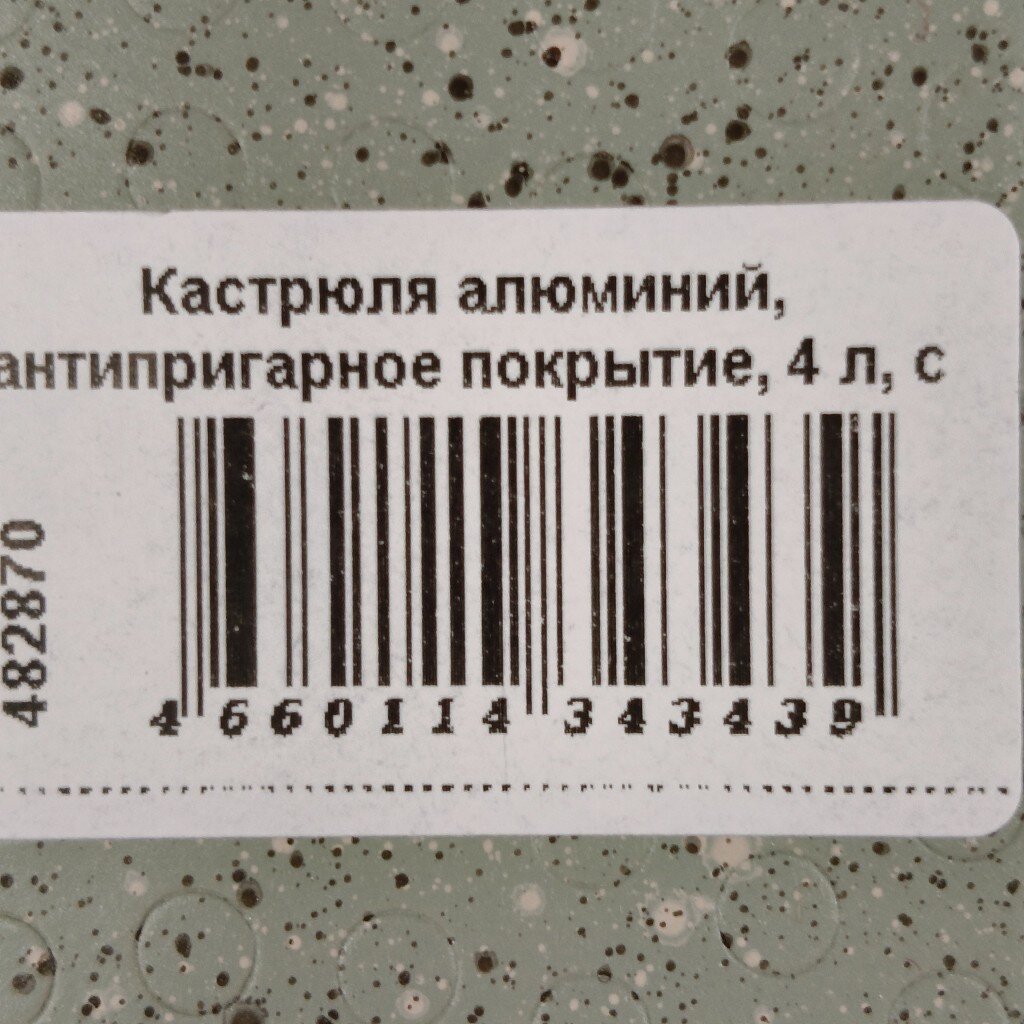 Кастрюля алюминий,
антипригарное покрытие, 4 л, с
482870
4 660114 343439